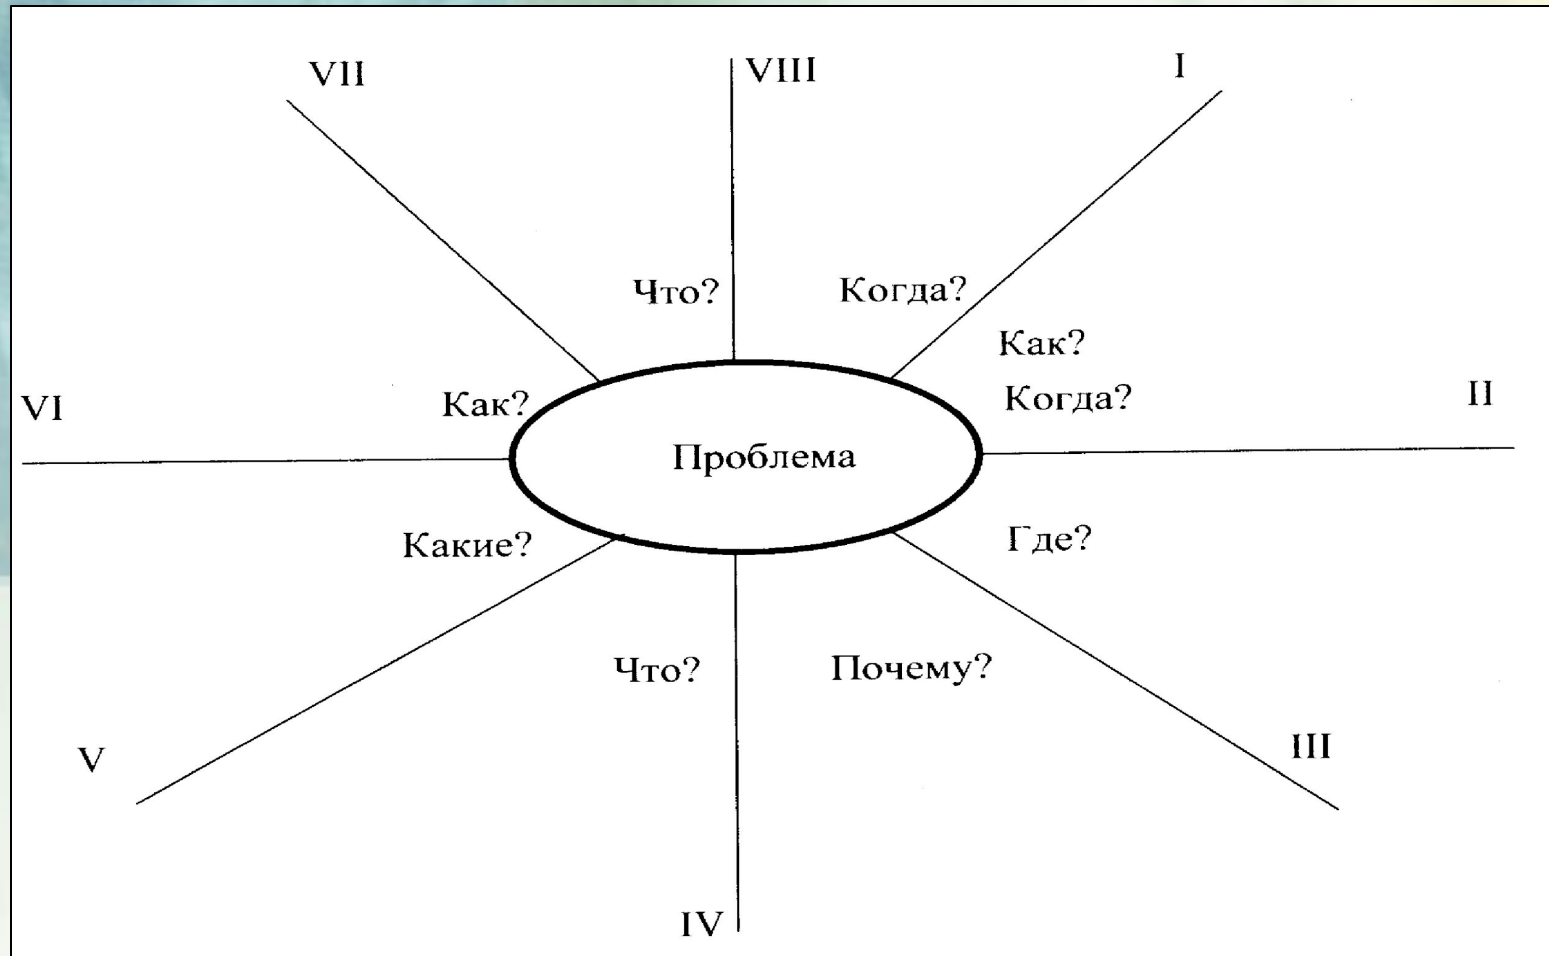 VII
VIII
I
Что?
Когда?
Как?
VI
Как?
Когда?
II
Проблема
Какие?
Где?
Что?
Почему?
V
III
IV